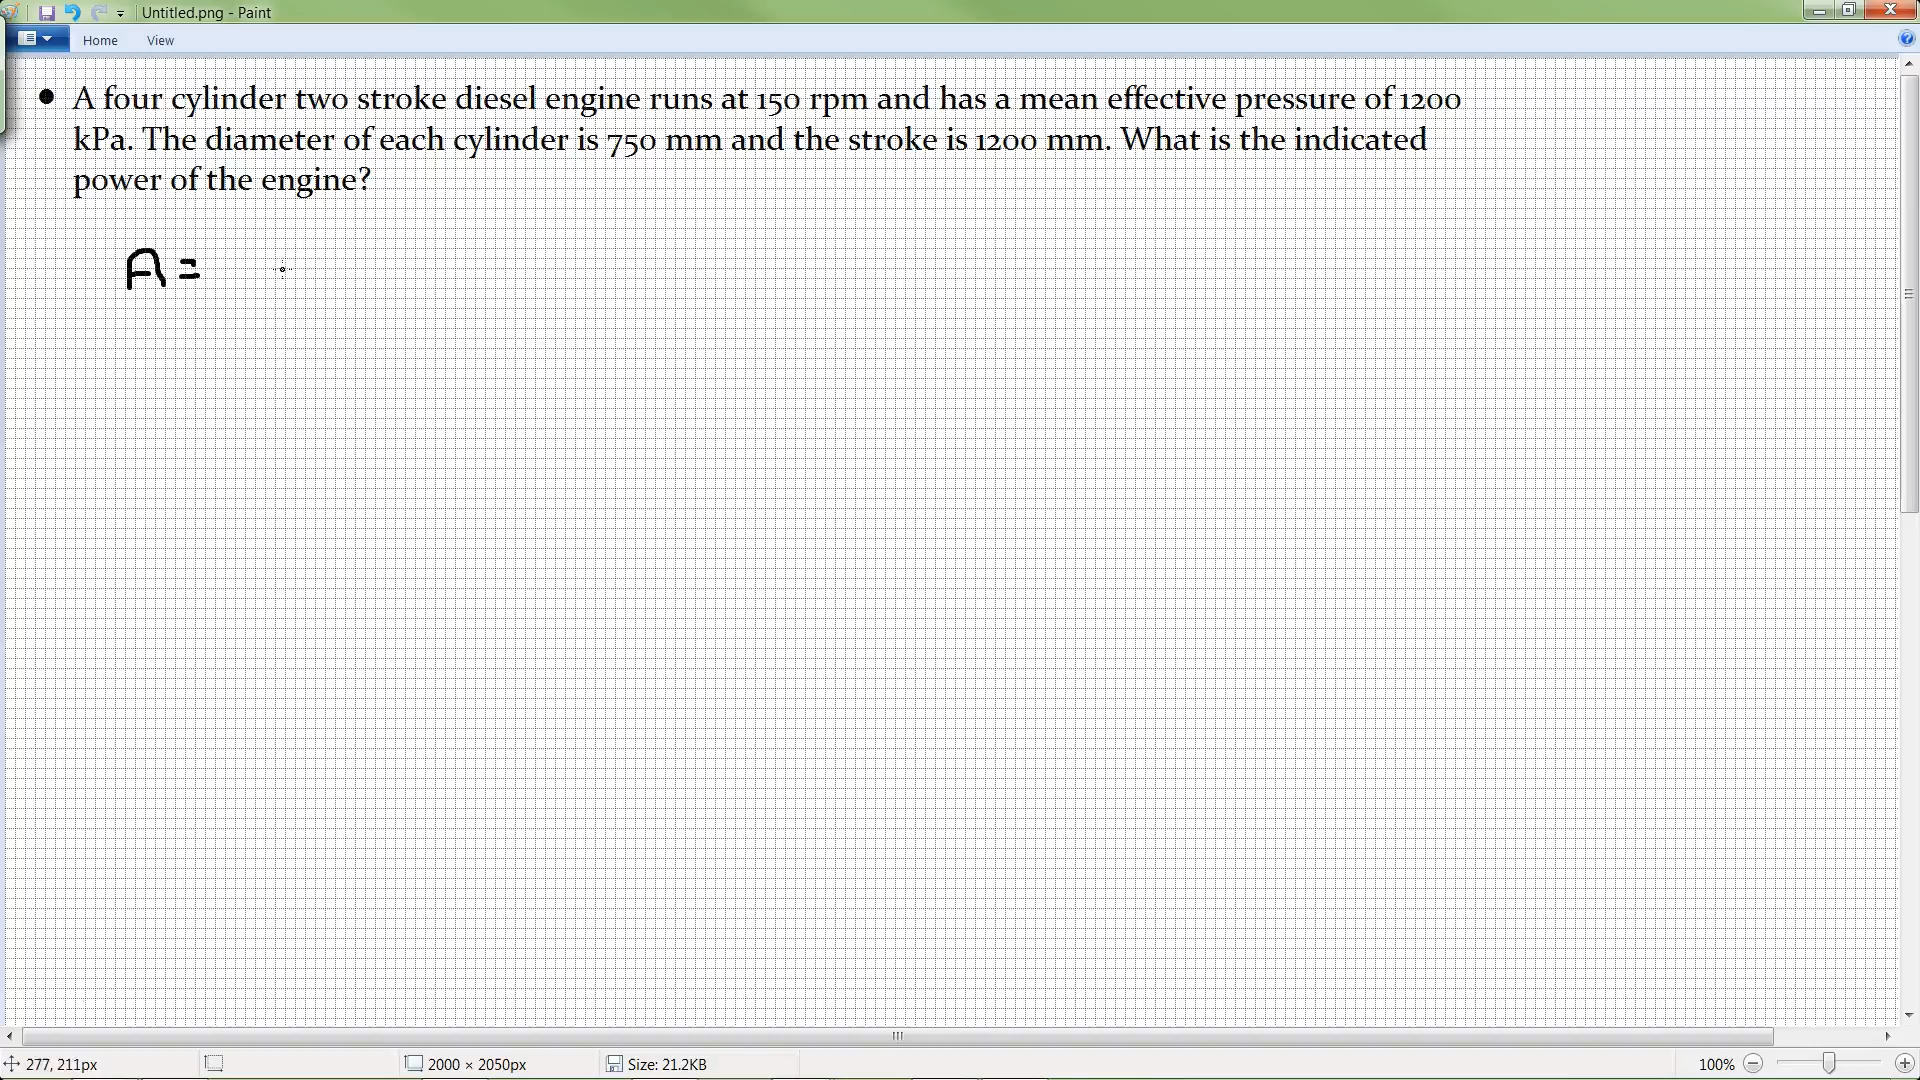 Untitled.png - Paint
Home View
• A four cylinder two stroke diesel engine runs at 150 rpm and has a mean effective pressure of 1200
kPa. The diameter of each cylinder is 750 mm and the stroke is 1200 mm. What is the indicated
power of the engine?
A =
277, 211px 2000 × 2050px Size: 21.2KB 100%